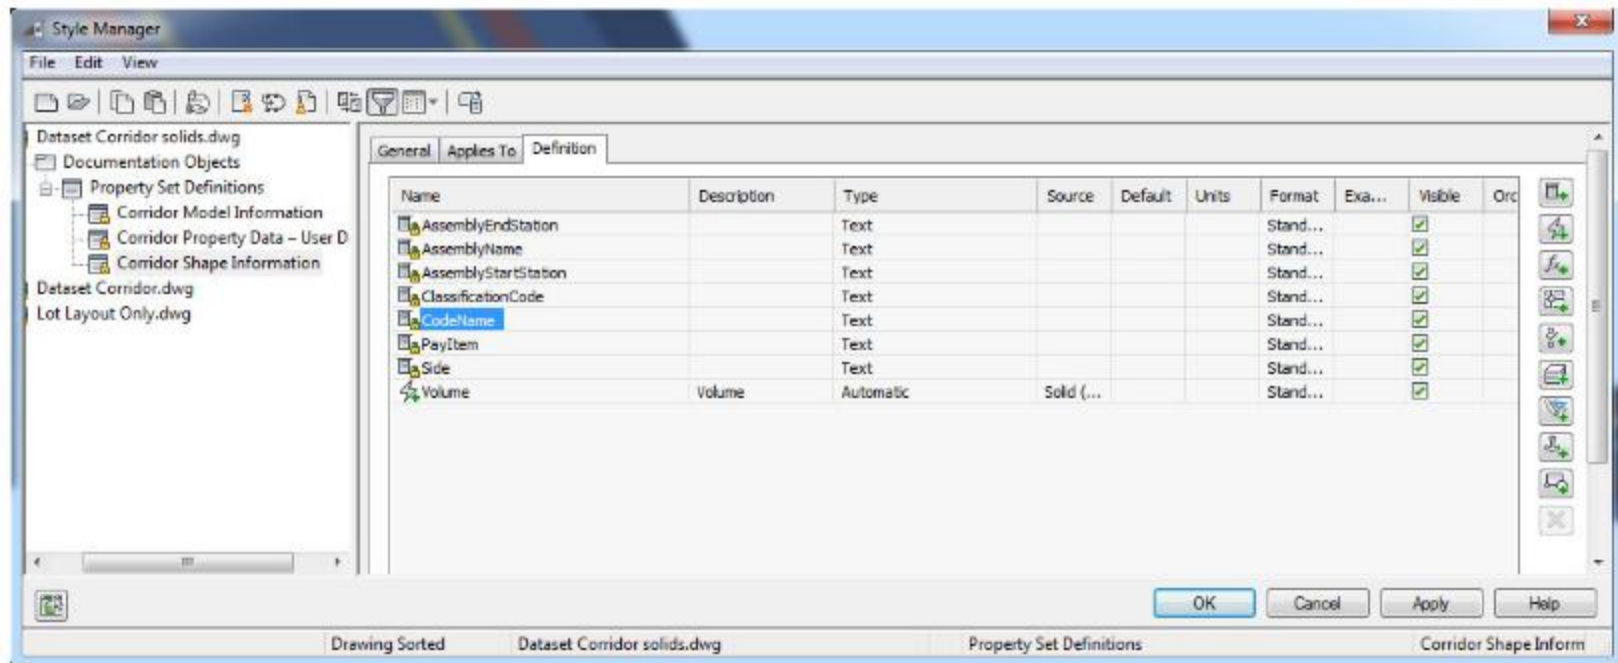 Style Manager
File Edit View
Dataset Corridor solids.dwg
Documentation Objects
Property Set Definitions
Corridor Model Information
Corridor Property Data – User D
Corridor Shape Information
Dataset Corridor.dwg
Lot Layout Only.dwg
General Applies To Definition
Name Description Type Source Default Units Format Exa... Visible Orc
AssemblyEndStation Text Stand...
AssemblyName Text Stand...
AssemblyStartStation Text Stand...
ClassificationCode Text Stand...
CodeName Text Stand...
PayItem Text Stand...
Side Text Stand...
Volume Volume Automatic Solid (... Stand...
OK Cancel Apply Help
Drawing Sorted Dataset Corridor solids.dwg Property Set Definitions Corridor Shape Inform